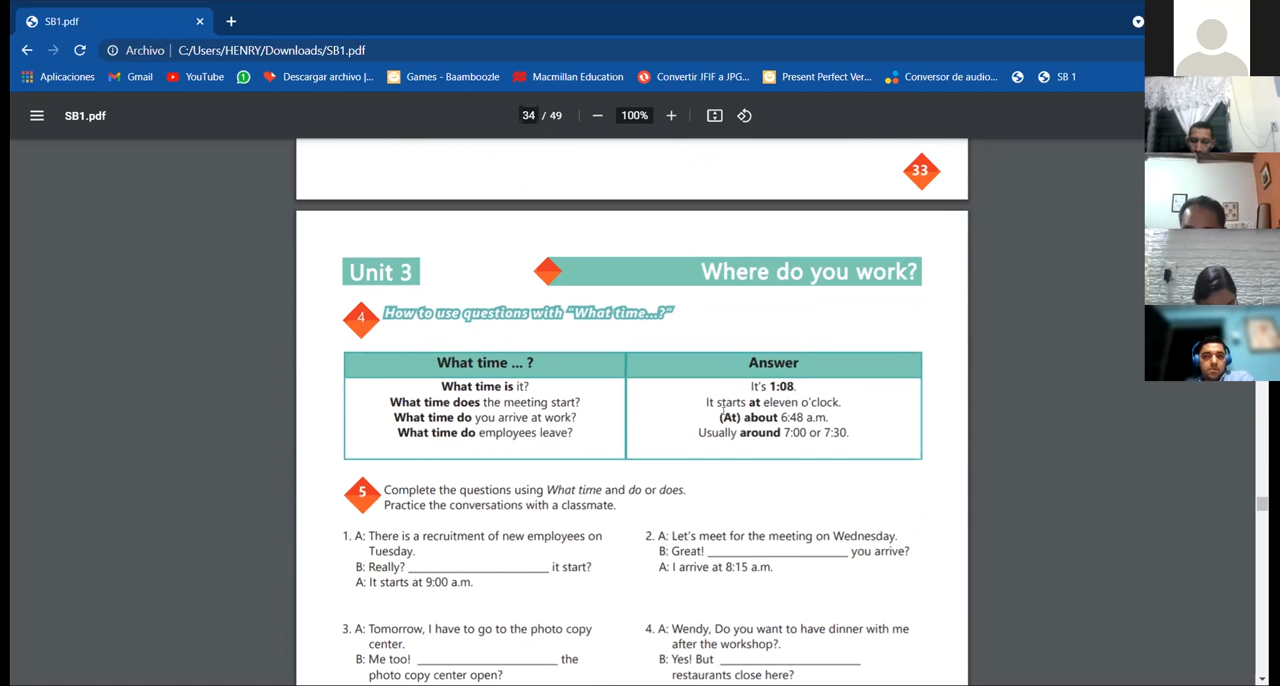 SB1.pdf
Archivo | C:/Users/HENRY/Downloads/SB1.pdf
Aplicaciones Gmail YouTube 1 Descargar archivo |... Games - Baamboozle Macmillan Education Convertir JFIF a JPG... Present Perfect Ver... Conversor de audio... SB 1
SB1.pdf 34 / 49 100%
33
Unit 3 Where do you work?
4 How to use questions with “What time...?”
What time ... ? Answer
What time is it? It's 1:08.
What time does the meeting start? It starts at eleven o'clock.
What time do you arrive at work? (At) about 6:48 a.m.
What time do employees leave? Usually around 7:00 or 7:30.
5 Complete the questions using What time and do or does.
Practice the conversations with a classmate.
1. A: There is a recruitment of new employees on
Tuesday.
B: Really? ____________________ it start?
A: It starts at 9:00 a.m.
2. A: Let's meet for the meeting on Wednesday.
B: Great! ____________________ you arrive?
A: I arrive at 8:15 a.m.
3. A: Tomorrow, I have to go to the photo copy
center.
B: Me too! ____________________ the
photo copy center open?
4. A: Wendy, Do you want to have dinner with me
after the workshop?.
B: Yes! But ____________________
restaurants close here?